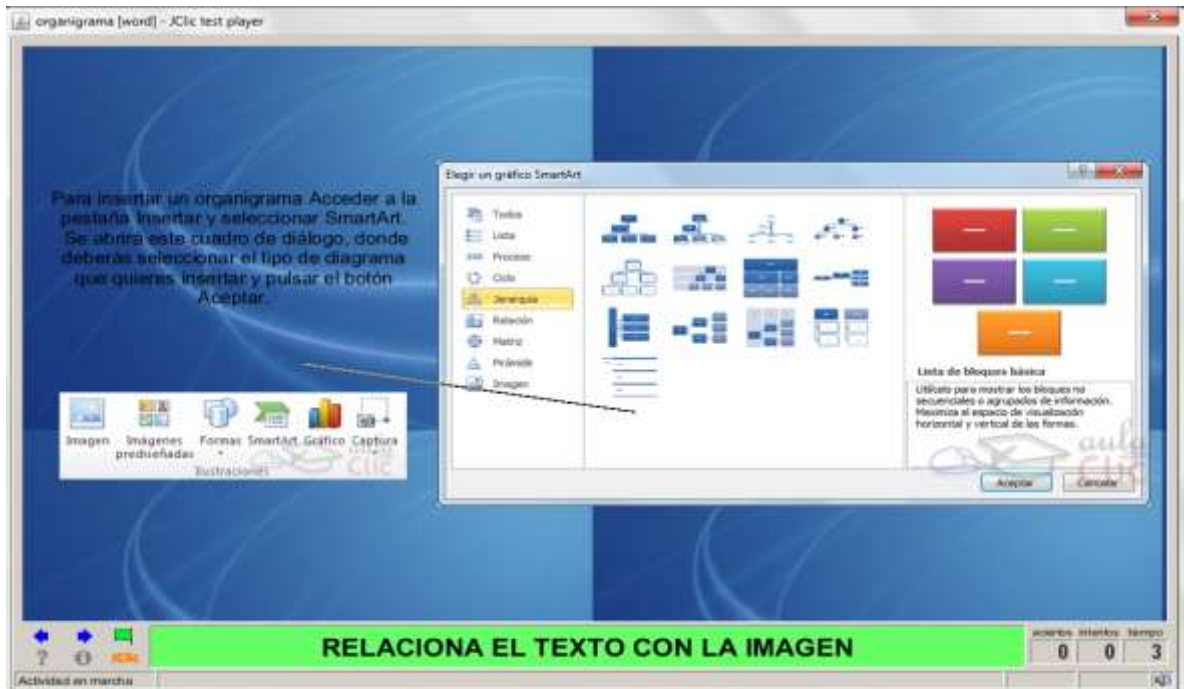 organigrama [word] - JClic test player
Para insertar un organigrama Acceder a la
pestaña Insertar y seleccionar SmartArt.
Se abrirá este cuadro de diálogo, donde
deberás seleccionar el tipo de diagrama
que quieres insertar y pulsar el botón
Aceptar.
Imagen
Imágenes
prediseñadas
Formas
SmartArt
Gráfico
Captura
Ilustraciones
Elegir un gráfico SmartArt
Todos
Lista
Proceso
Ciclo
Jerarquía
Relación
Matriz
Pirámide
Imagen
Lista de bloques básica
Utilícelo para mostrar los bloques no
secuenciales o agrupados de información.
Maximiza el espacio de visualización
horizontal y vertical de las formas.
aula
Clic
Aceptar
Cancelar
RELACIONA EL TEXTO CON LA IMAGEN
aciertos intentos tiempo
0 0 3
JClic
Actividad en marcha